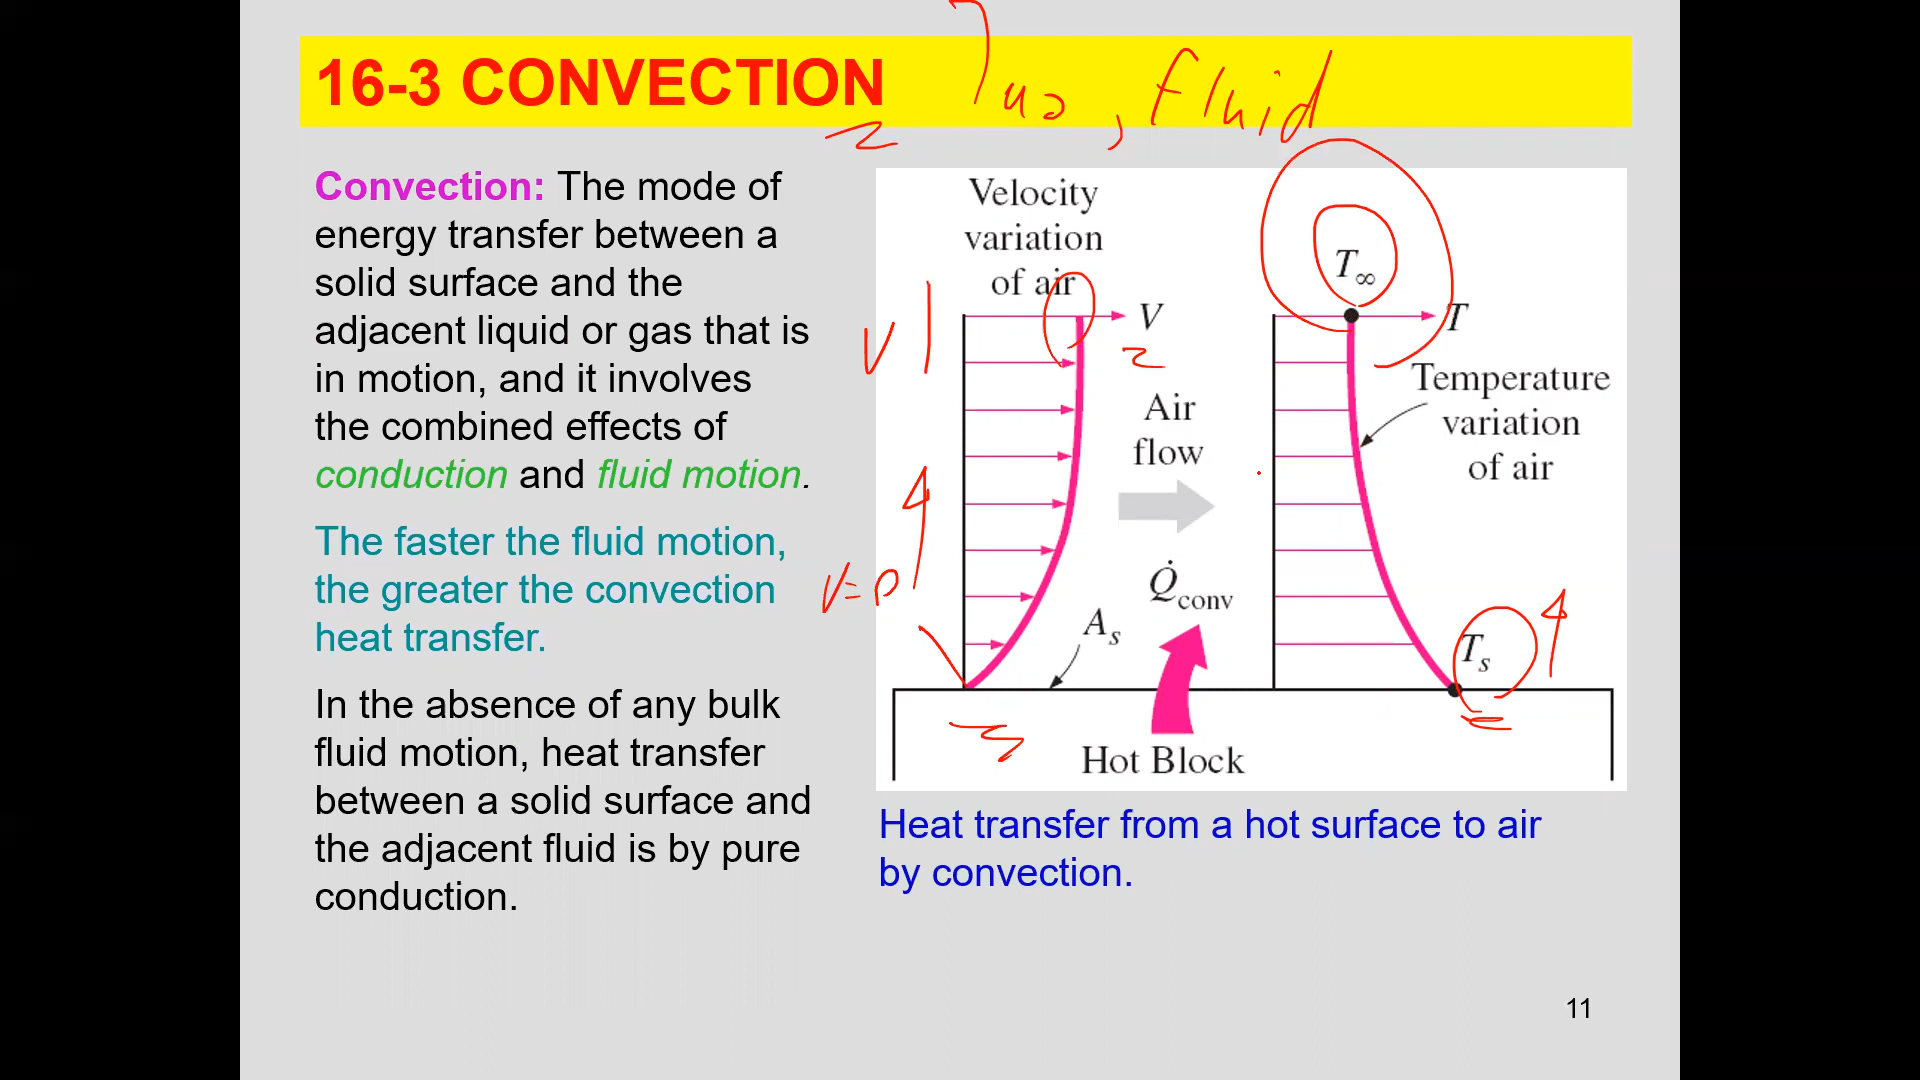 16-3 CONVECTION
, fluid
Convection: The mode of
energy transfer between a
solid surface and the
adjacent liquid or gas that is
in motion, and it involves
the combined effects of
conduction and fluid motion.
The faster the fluid motion,
the greater the convection
heat transfer.
In the absence of any bulk
fluid motion, heat transfer
between a solid surface and
the adjacent fluid is by pure
conduction.
Velocity
variation
of air
V
V
Air
flow
V=0
Q̇conv
As
Hot Block
T∞
T
Temperature
variation
of air
Ts
Heat transfer from a hot surface to air
by convection.
11